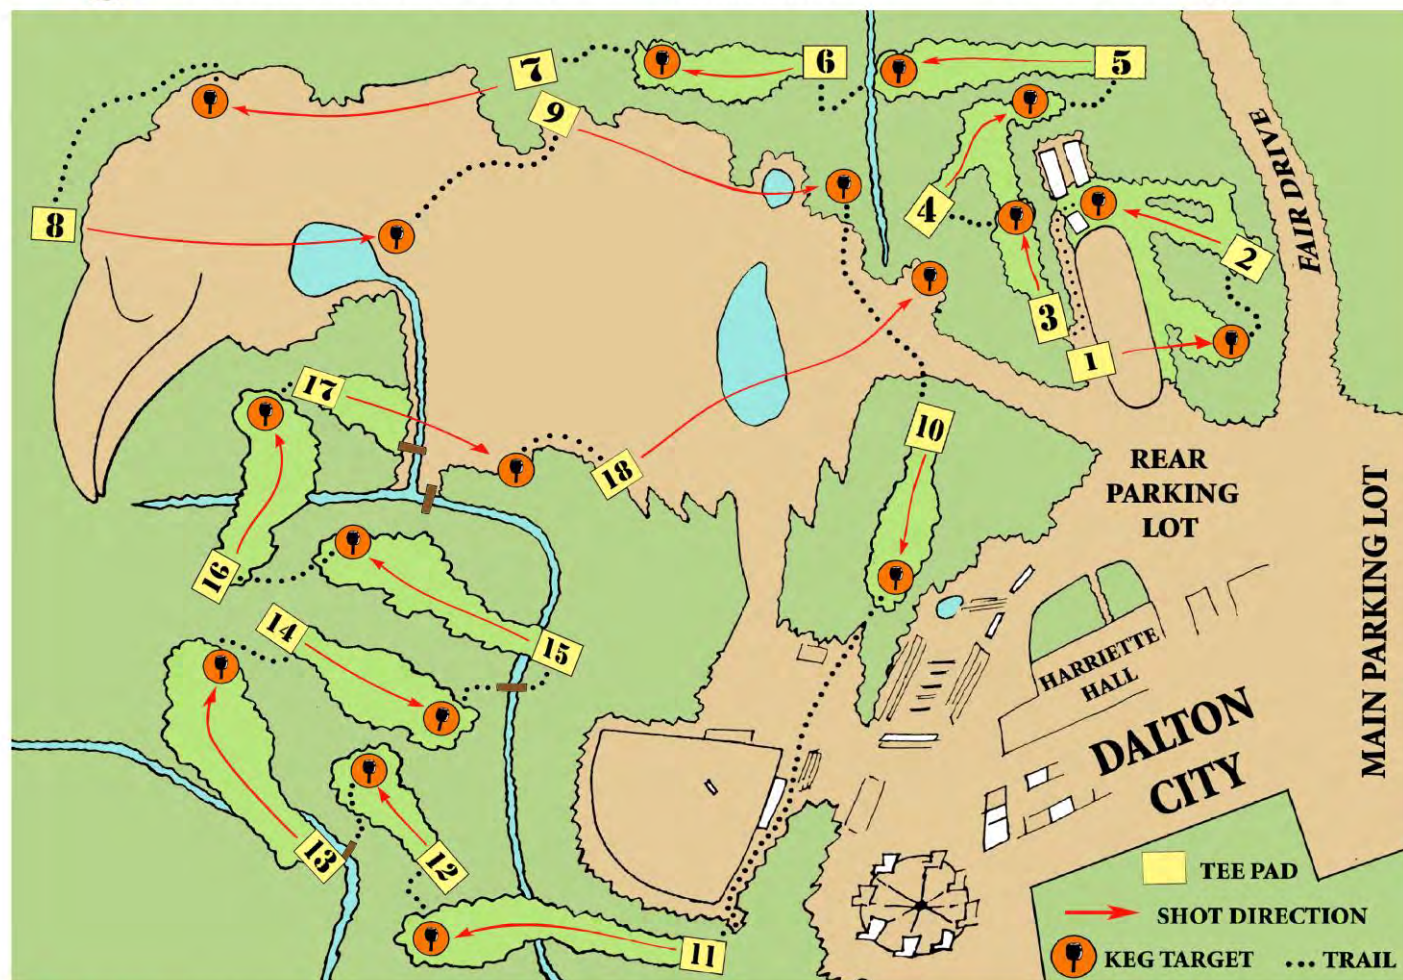 7
6
5
9
8
4
2
3
1
FAIR DRIVE
17
18
10
REAR
PARKING
LOT
MAIN PARKING LOT
16
14
15
HARRIETTE
HALL
DALTON
CITY
13
12
11
TEE PAD
SHOT DIRECTION
KEG TARGET
TRAIL